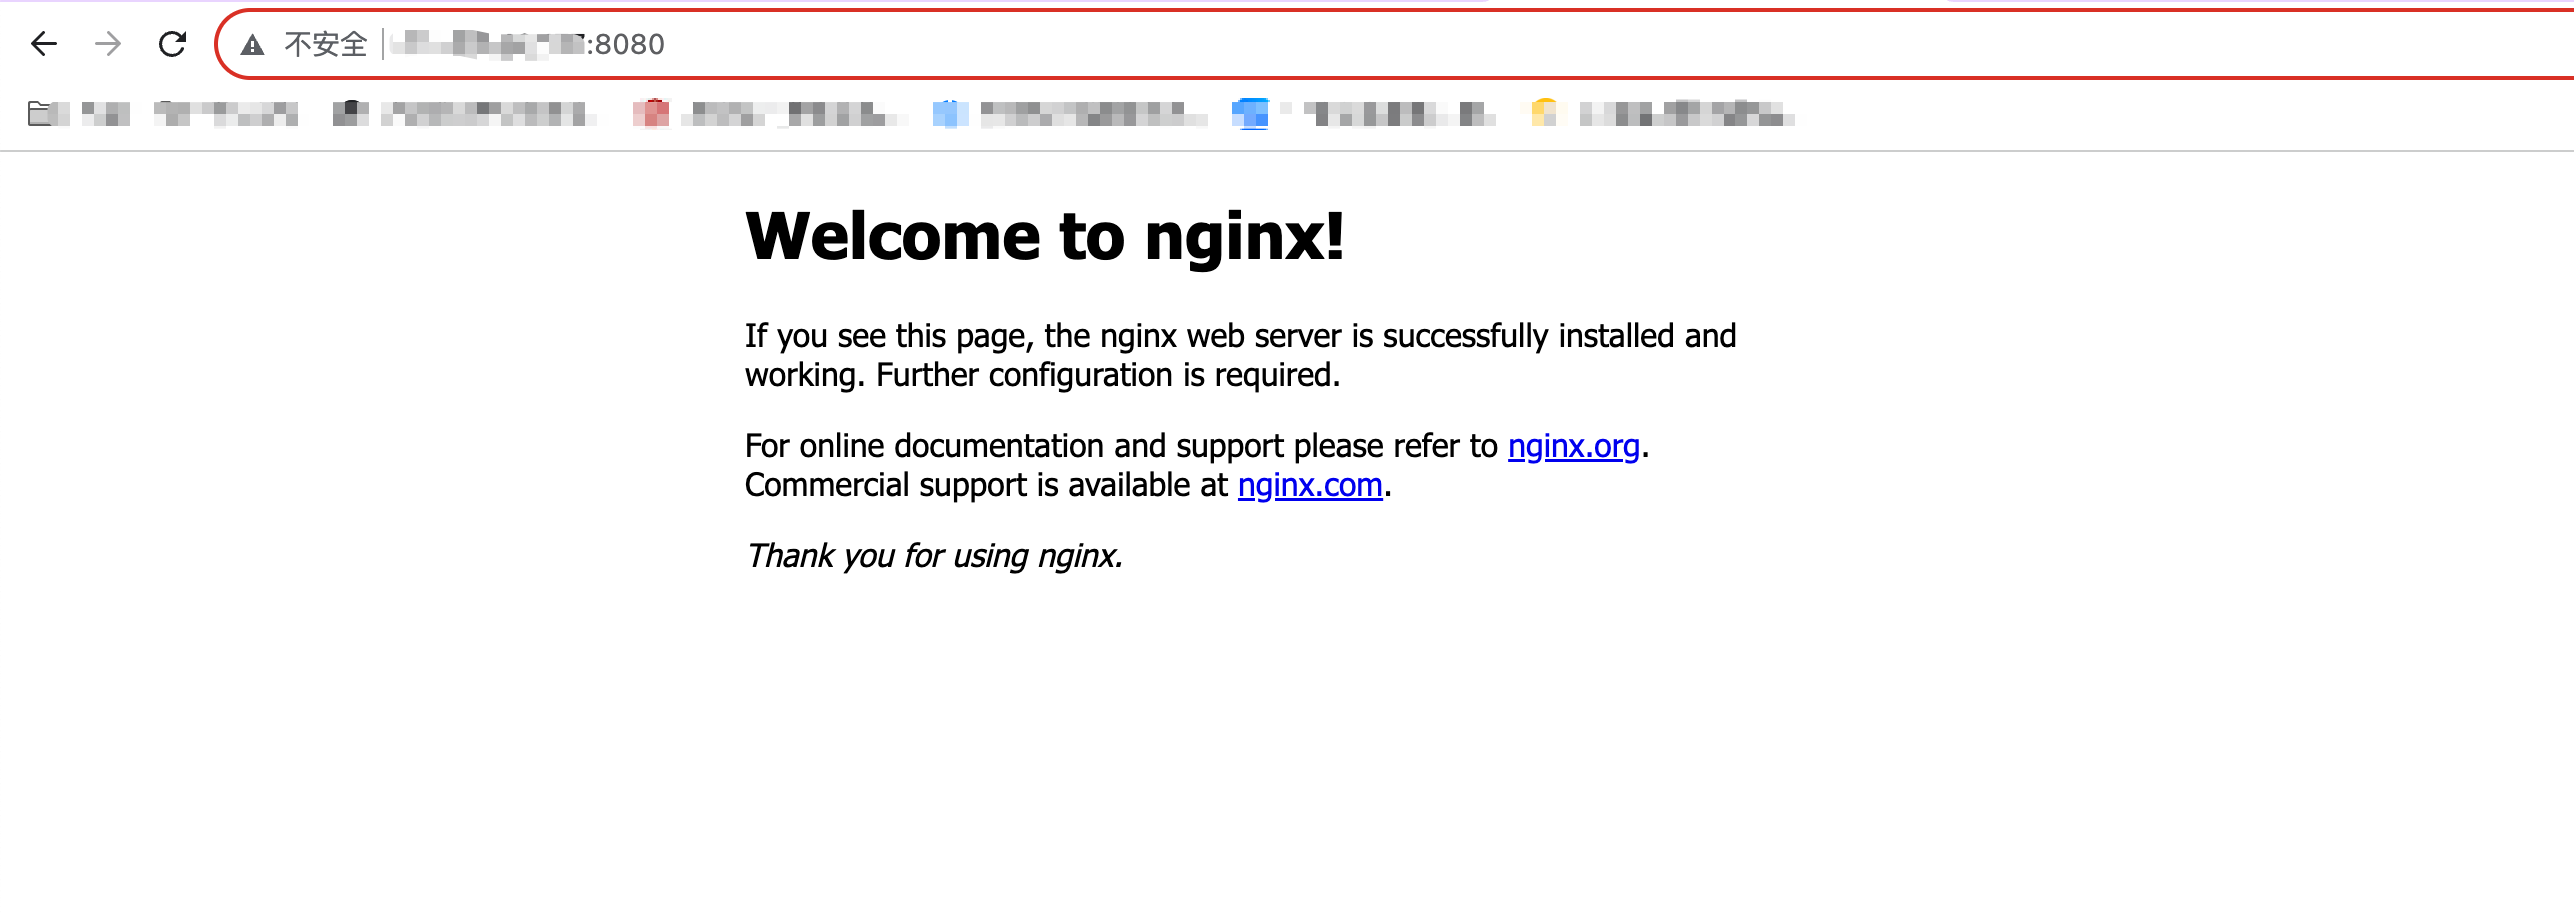 不安全 :8080
Welcome to nginx!
If you see this page, the nginx web server is successfully installed and
working. Further configuration is required.
For online documentation and support please refer to nginx.org.
Commercial support is available at nginx.com.
Thank you for using nginx.